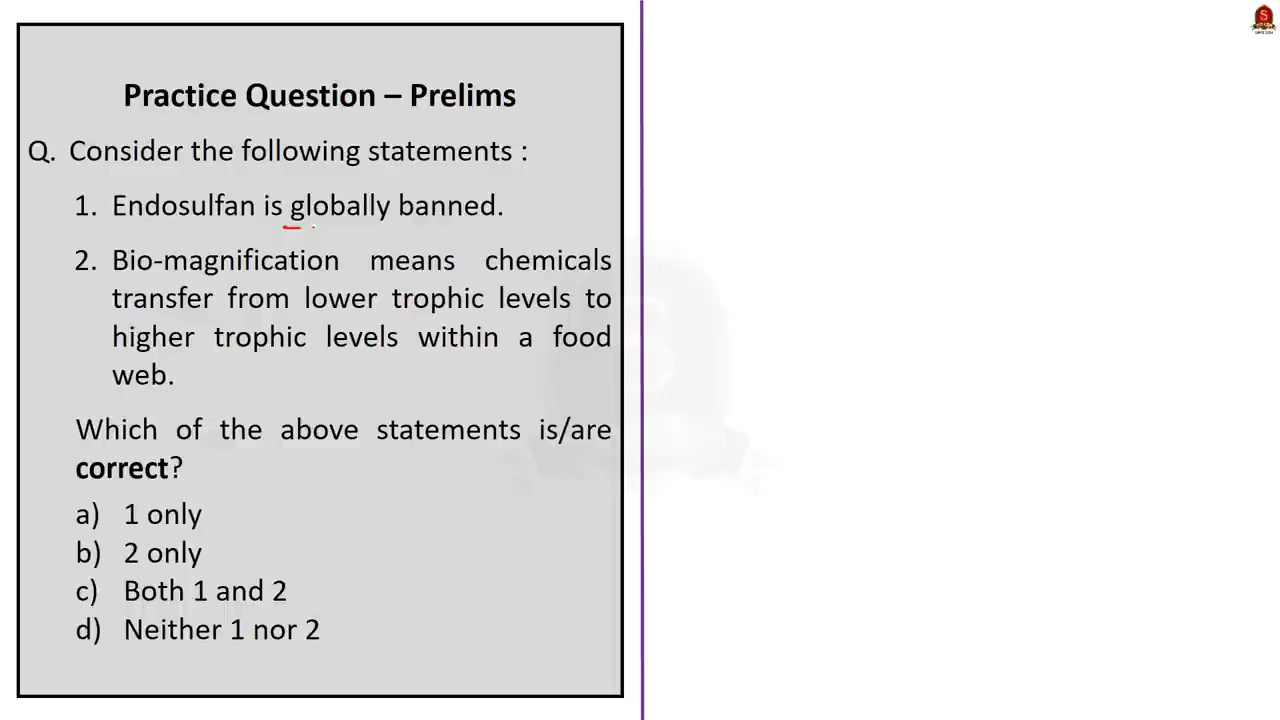 Practice Question – Prelims
Q. Consider the following statements :
1. Endosulfan is globally banned.
2. Bio-magnification means chemicals
transfer from lower trophic levels to
higher trophic levels within a food
web.
Which of the above statements is/are
correct?
a) 1 only
b) 2 only
c) Both 1 and 2
d) Neither 1 nor 2